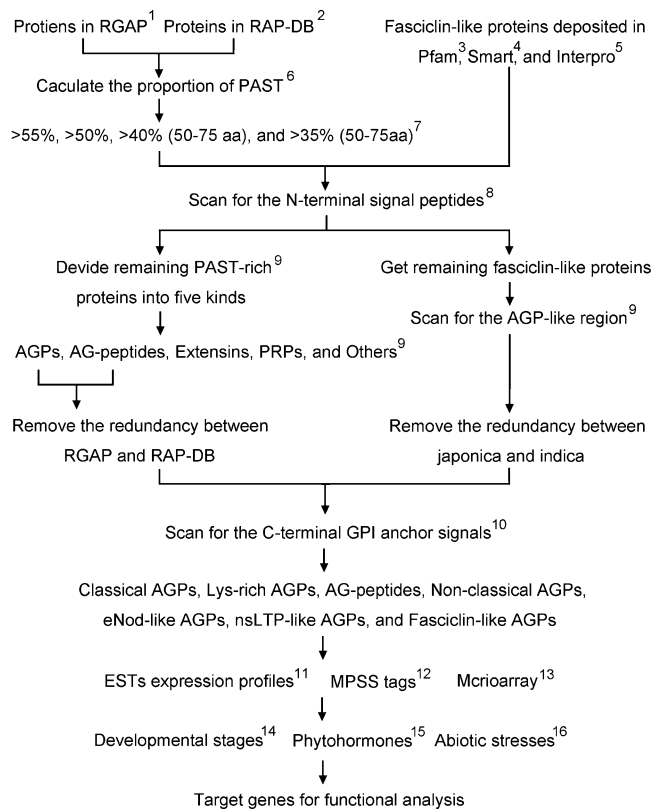 Protiens in RGAP1 Proteins in RAP-DB2
Fasciclin-like proteins deposited in
Pfam,3 Smart,4 and Interpro5
Caculate the proportion of PAST6
>55%, >50%, >40% (50-75 aa), and >35% (50-75aa)7
Scan for the N-terminal signal peptides8
Devide remaining PAST-rich9
proteins into five kinds
Get remaining fasciclin-like proteins
Scan for the AGP-like region9
AGPs, AG-peptides, Extensins, PRPs, and Others9
Remove the redundancy between
RGAP and RAP-DB
Remove the redundancy between
japonica and indica
Scan for the C-terminal GPI anchor signals10
Classical AGPs, Lys-rich AGPs, AG-peptides, Non-classical AGPs,
eNod-like AGPs, nsLTP-like AGPs, and Fasciclin-like AGPs
ESTs expression profiles11 MPSS tags12 Mcrioarray13
Developmental stages14 Phytohormones15 Abiotic stresses16
Target genes for functional analysis